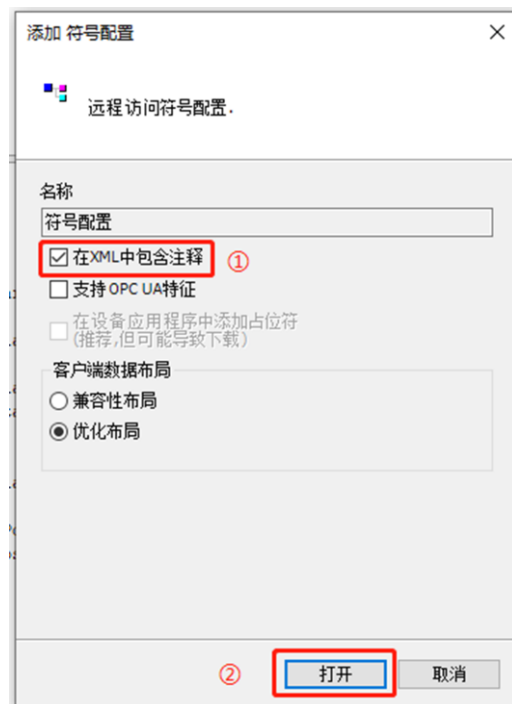 添加 符号配置
远程访问符号配置.
名称
符号配置
在XML中包含注释 ①
支持 OPC UA特征
在设备应用程序中添加占位符
(推荐,但可能导致下载)
客户端数据布局
兼容性布局
优化布局
② 打开 取消